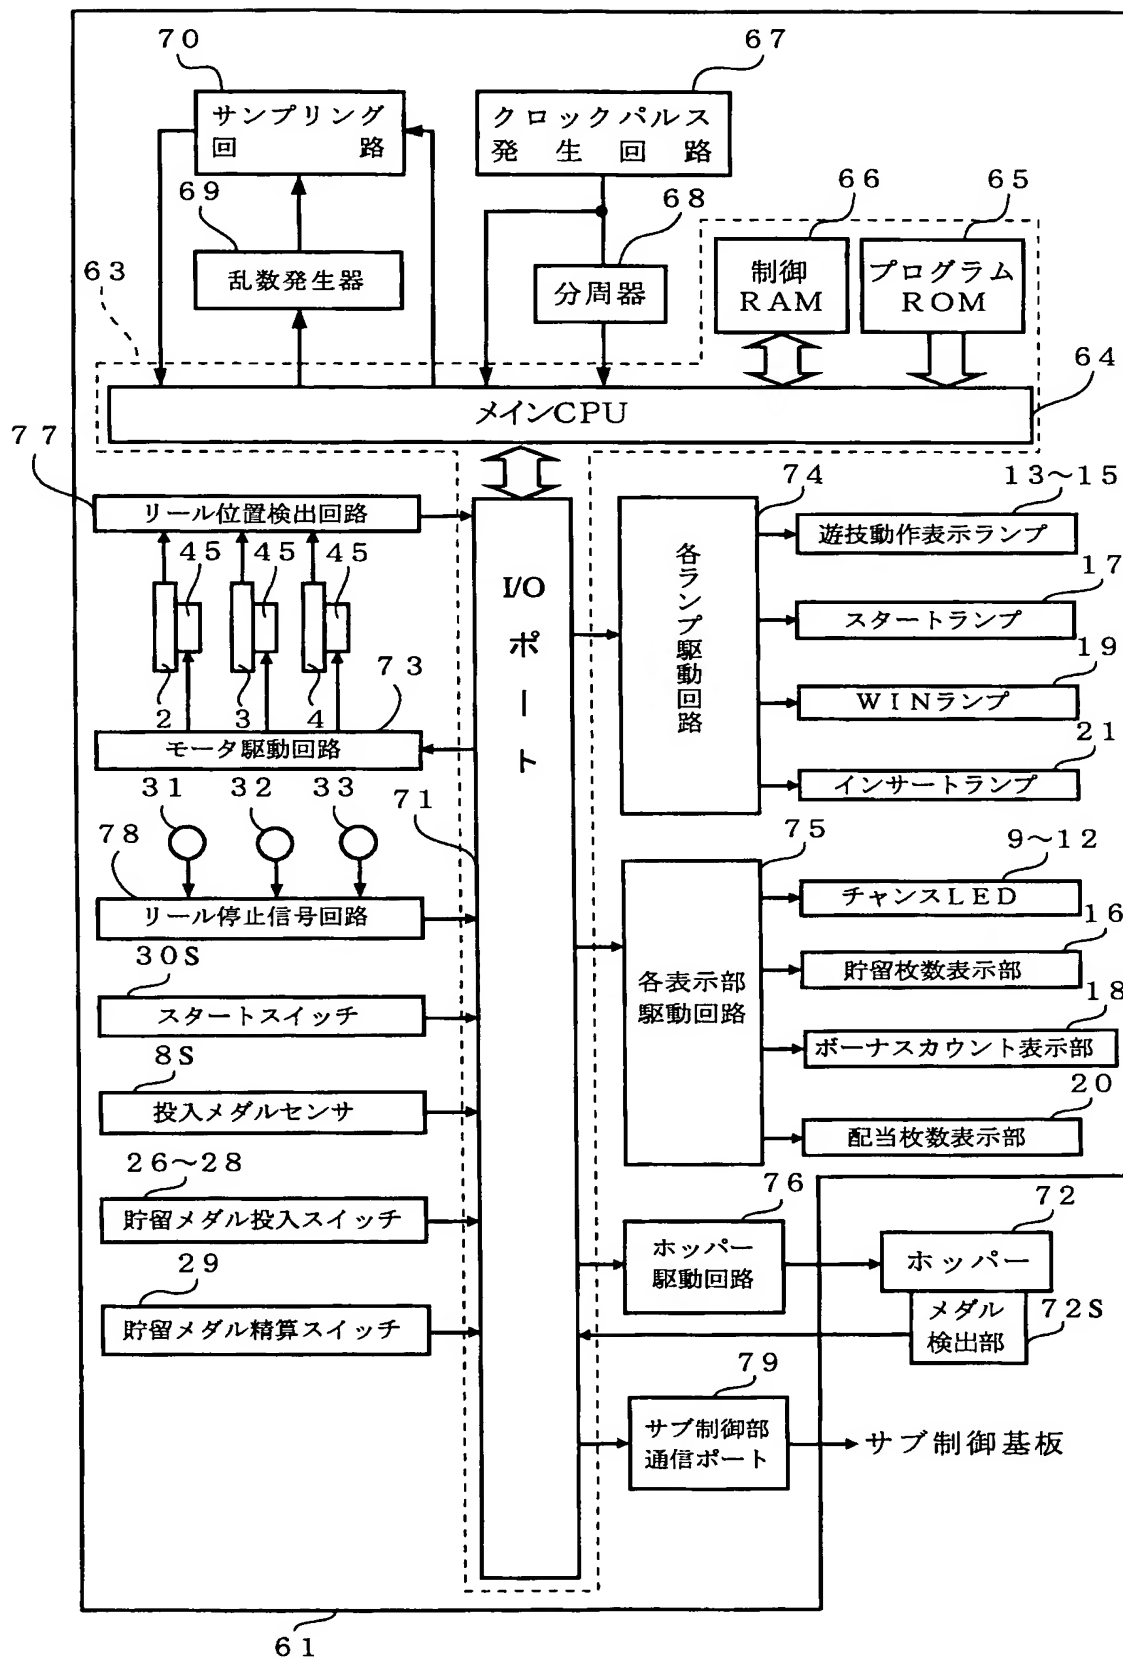 70
67
サンプリング
回路
クロックパルス
発生回路
69
68
66
65
63
乱数発生器
分周器
制御
RAM
プログラム
ROM
64
メインCPU
77
リール位置検出回路
45
45
45
2
3
4
73
モータ駆動回路
31
32
33
78
71
リール停止信号回路
30S
スタートスイッチ
8S
投入メダルセンサ
26~28
貯留メダル投入スイッチ
29
貯留メダル精算スイッチ
I/O
ポート
74
各ランプ駆動回路
13~15
遊技動作表示ランプ
17
スタートランプ
19
WINランプ
21
インサートランプ
75
各表示部
駆動回路
9~12
チャンスLED
16
貯留枚数表示部
18
ボーナスカウント表示部
20
配当枚数表示部
76
ホッパー
駆動回路
72
ホッパー
メダル
検出部
72S
79
サブ制御部
通信ポート
サブ制御基板
61